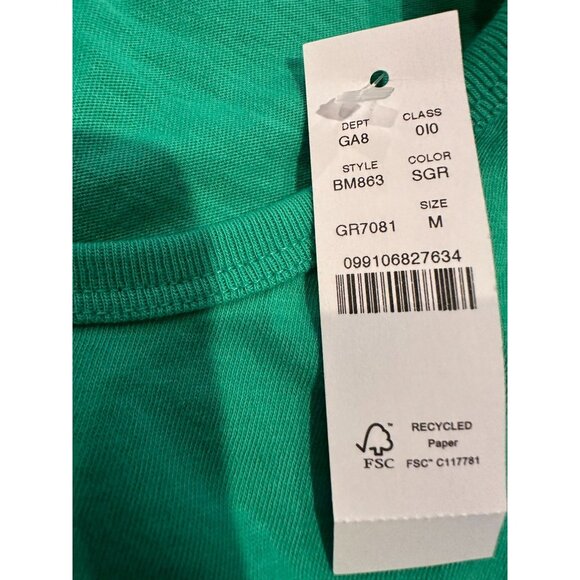 DEPT CLASS
GA8 010
STYLE COLOR
BM863 SGR
SIZE
GR7081 M
099106827634
RECYCLED
Paper
FSC FSC™ C117781